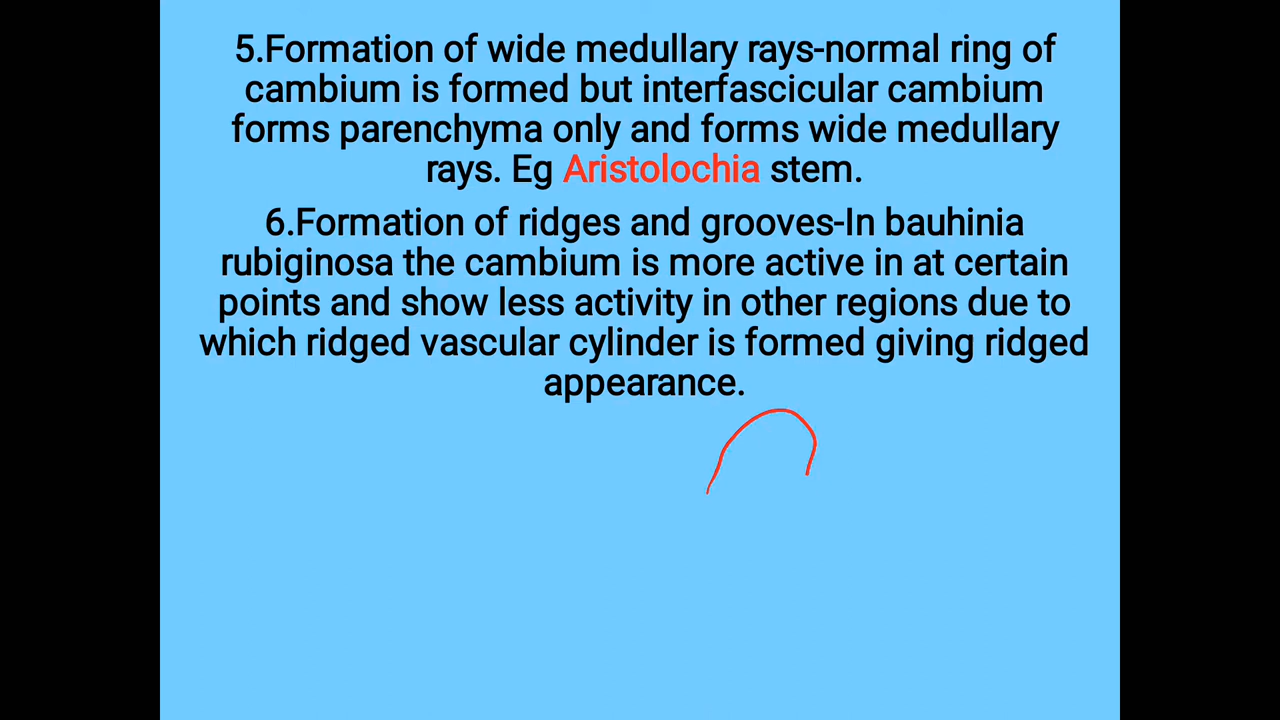 5.Formation of wide medullary rays-normal ring of
cambium is formed but interfascicular cambium
forms parenchyma only and forms wide medullary
rays. Eg Aristolochia stem.
6.Formation of ridges and grooves-In bauhinia
rubiginosa the cambium is more active in at certain
points and show less activity in other regions due to
which ridged vascular cylinder is formed giving ridged
appearance.